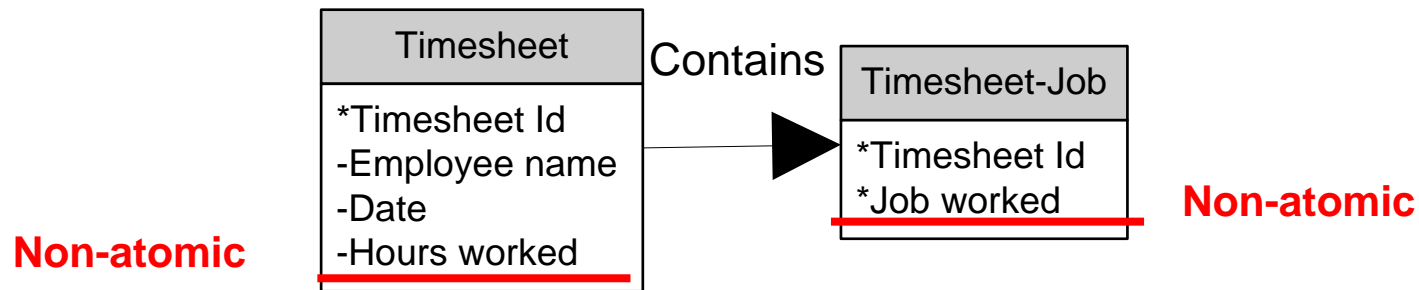 Timesheet
*Timesheet Id
-Employee name
-Date
-Hours worked
Non-atomic
Contains
Timesheet-Job
*Timesheet Id
*Job worked
Non-atomic